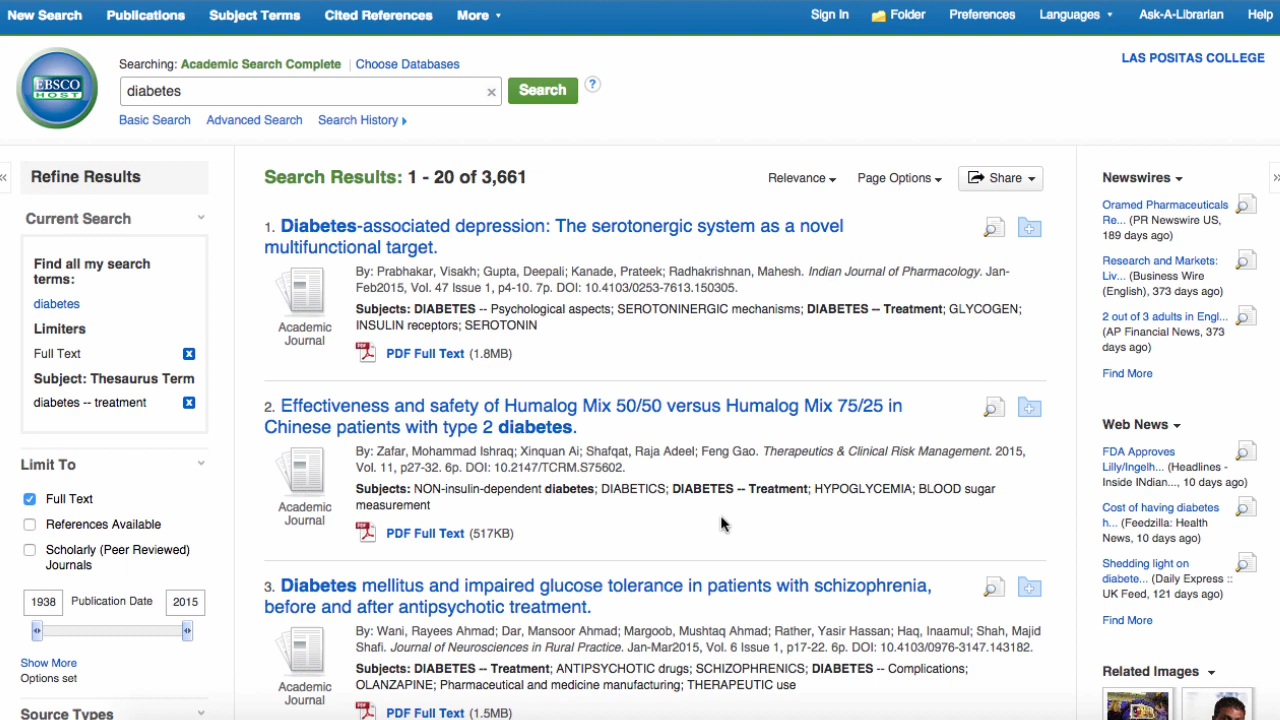 New Search Publications Subject Terms Cited References More Sign In Folder Preferences Languages Ask-A-Librarian Help
LAS POSITAS COLLEGE
EBSCO
HOST
Searching: Academic Search Complete | Choose Databases
diabetes × Search ?
Basic Search Advanced Search Search History
Refine Results
Current Search
Find all my search
terms:
diabetes
Limiters
Full Text x
Subject: Thesaurus Term
diabetes -- treatment x
Limit To
Full Text
References Available
Scholarly (Peer Reviewed)
Journals
1938 Publication Date 2015
Show More
Options set
Source Types
Search Results: 1 - 20 of 3,661
Relevance Page Options Share
1. Diabetes-associated depression: The serotonergic system as a novel
multifunctional target.
Academic
Journal
By: Prabhakar, Visakh; Gupta, Deepali; Kanade, Prateek; Radhakrishnan, Mahesh. Indian Journal of Pharmacology. Jan-
Feb2015, Vol. 47 Issue 1, p4-10. 7p. DOI: 10.4103/0253-7613.150305.
Subjects: DIABETES -- Psychological aspects; SEROTONINERGIC mechanisms; DIABETES -- Treatment; GLYCOGEN;
INSULIN receptors; SEROTONIN
PDF Full Text (1.8MB)
2. Effectiveness and safety of Humalog Mix 50/50 versus Humalog Mix 75/25 in
Chinese patients with type 2 diabetes.
Academic
Journal
By: Zafar, Mohammad Ishraq; Xinquan Ai; Shafqat, Raja Adeel; Feng Gao. Therapeutics & Clinical Risk Management. 2015,
Vol. 11, p27-32. 6p. DOI: 10.2147/TCRM.S75602.
Subjects: NON-insulin-dependent diabetes; DIABETICS; DIABETES -- Treatment; HYPOGLYCEMIA; BLOOD sugar
measurement
PDF Full Text (517KB)
3. Diabetes mellitus and impaired glucose tolerance in patients with schizophrenia,
before and after antipsychotic treatment.
Academic
Journal
By: Wani, Rayees Ahmad; Dar, Mansoor Ahmad; Margoob, Mushtaq Ahmad; Rather, Yasir Hassan; Haq, Inaamul; Shah, Majid
Shafi. Journal of Neurosciences in Rural Practice. Jan-Mar2015, Vol. 6 Issue 1, p17-22. 6p. DOI: 10.4103/0976-3147.143182.
Subjects: DIABETES -- Treatment; ANTIPSYCHOTIC drugs; SCHIZOPHRENICS; DIABETES -- Complications;
OLANZAPINE; Pharmaceutical and medicine manufacturing; THERAPEUTIC use
PDF Full Text (1.5MB)
Newswires
Oramed Pharmaceuticals
Re... (PR Newswire US,
189 days ago)
Research and Markets:
Liv... (Business Wire
(English), 373 days ago)
2 out of 3 adults in Engl...
(AP Financial News, 373
days ago)
Find More
Web News
FDA Approves
Lilly/Ingelh... (Headlines -
Inside INdian..., 10 days ago)
Cost of having diabetes
h... (Feedzilla: Health
News, 10 days ago)
Shedding light on
diabete... (Daily Express ::
UK Feed, 121 days ago)
Find More
Related Images